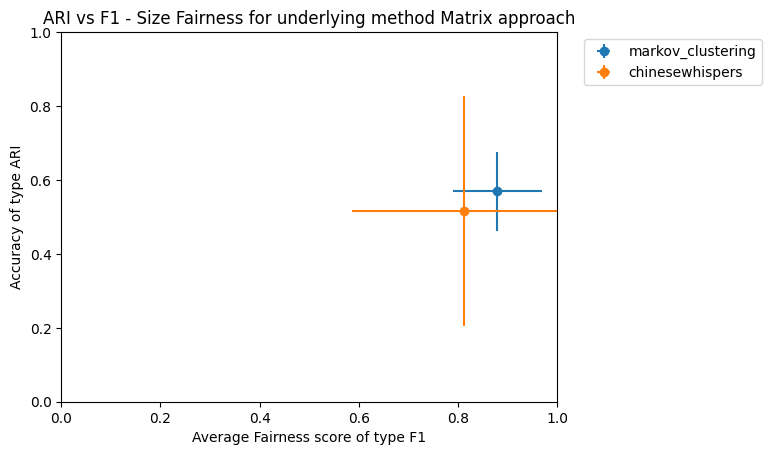 ARI vs F1 - Size Fairness for underlying method Matrix approach
markov_clustering
chinesewhispers
Accuracy of type ARI
1.0
0.8
0.6
0.4
0.2
0.0
0.0 0.2 0.4 0.6 0.8 1.0
Average Fairness score of type F1